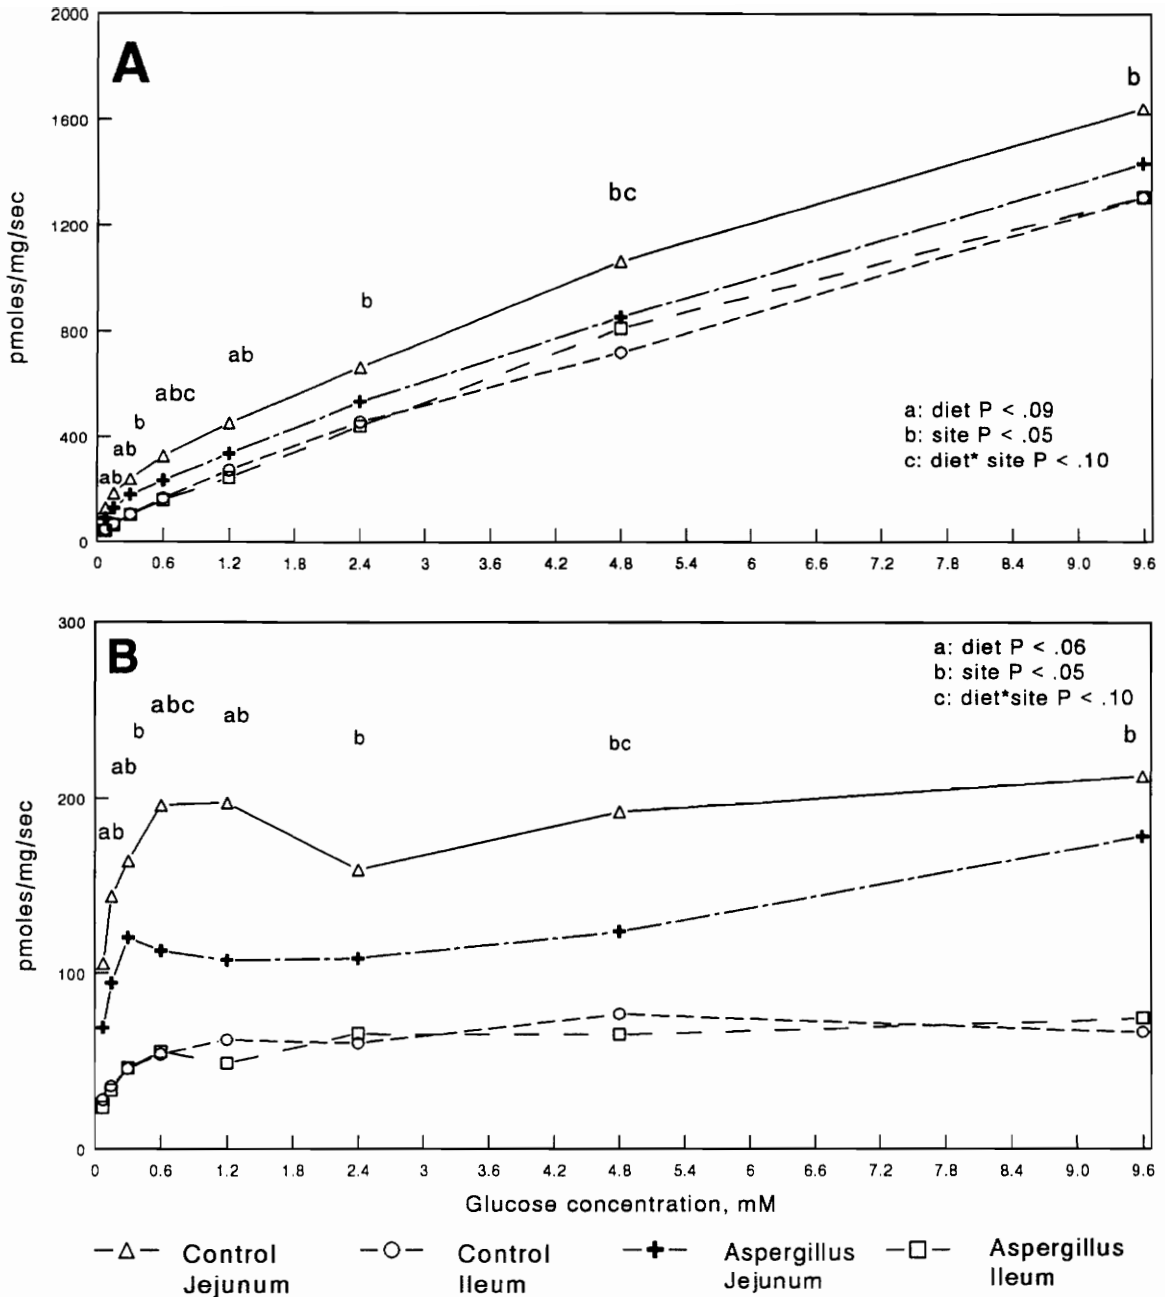 2000
A
b
1600
bc
1200
b
800
ab
abc
b
400
ab
ab
0
pmoles/mg/sec
a: diet P < .09
b: site P < .05
c: diet* site P < .10
0 0.6 1.2 1.8 2.4 3 3.6 4.2 4.8 5.4 6 6.6 7.2 7.8 8.4 9.0 9.6
300
B
a: diet P < .06
b: site P < .05
c: diet*site P < .10
abc
ab
b
b
bc
b
ab
200
ab
100
0
pmoles/mg/sec
0 0.6 1.2 1.8 2.4 3 3.6 4.2 4.8 5.4 6 6.6 7.2 7.8 8.4 9.0 9.6
Glucose concentration, mM
Control Jejunum
Control Ileum
Aspergillus Jejunum
Aspergillus Ileum